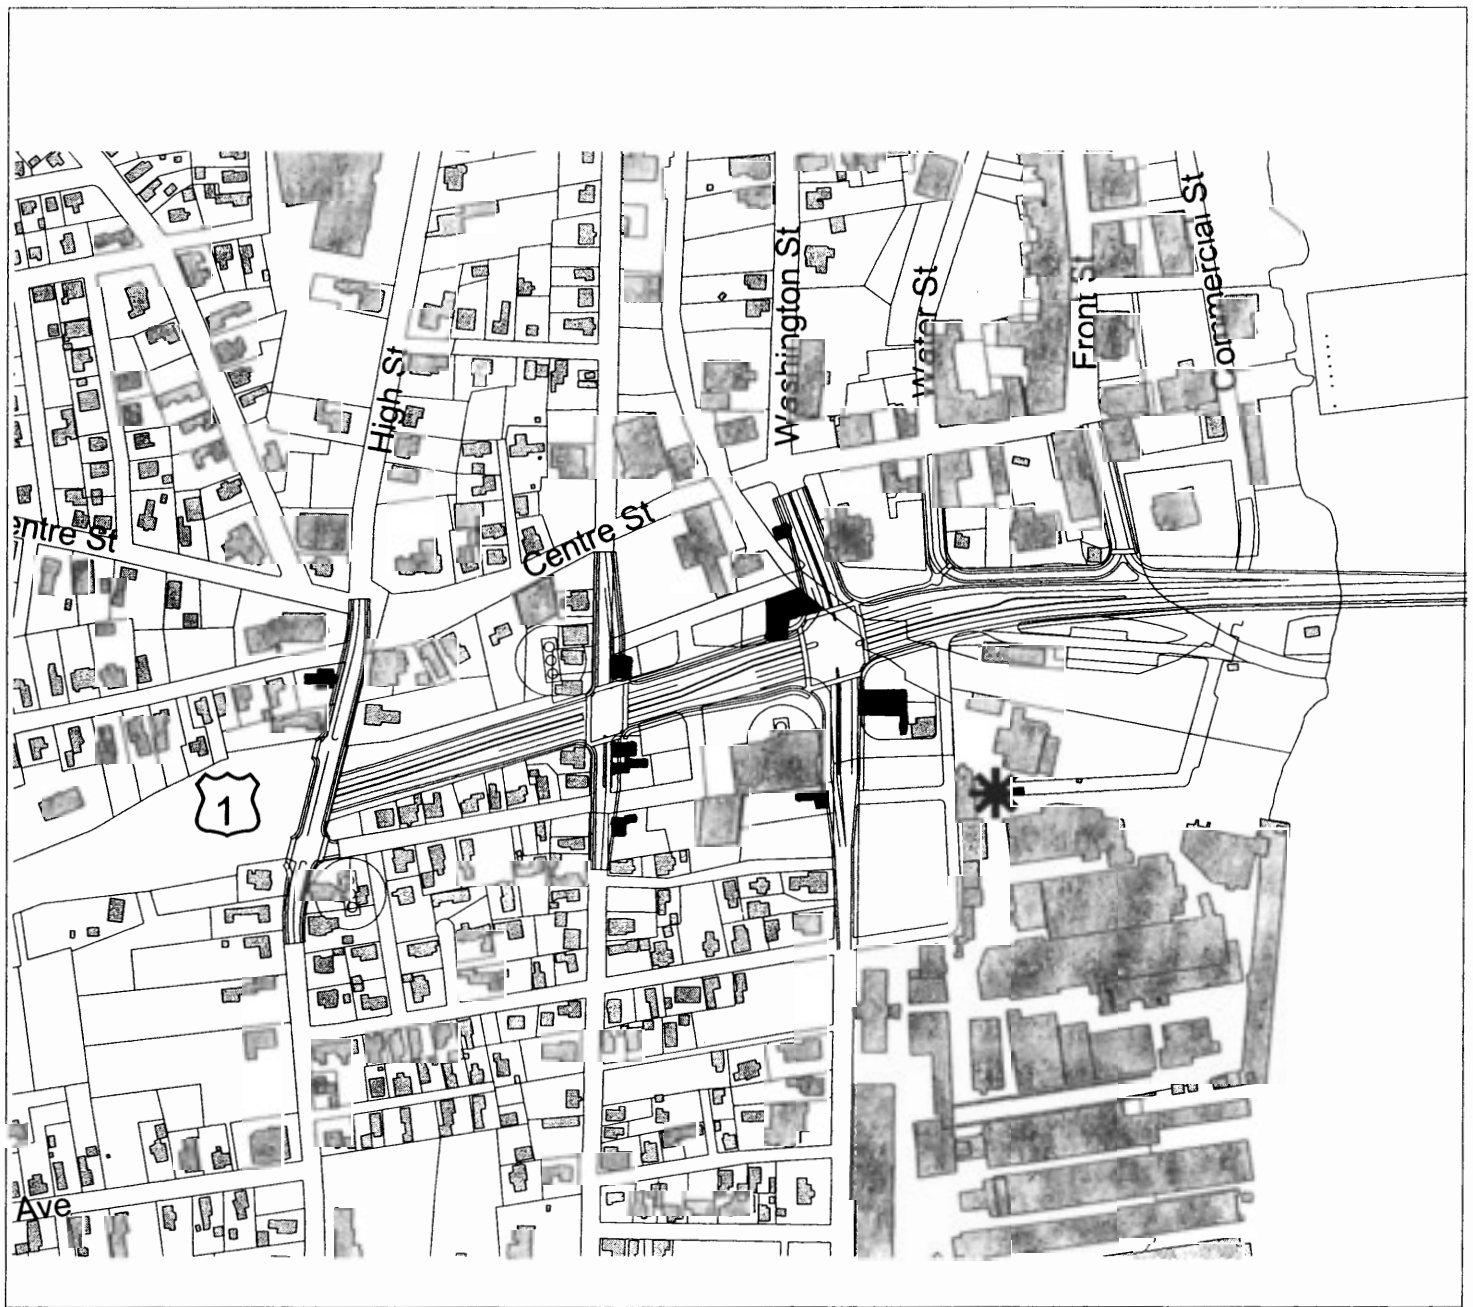 Commercial St
Washington St
Water St
Front St
High St
entre St
Centre St
1
Ave